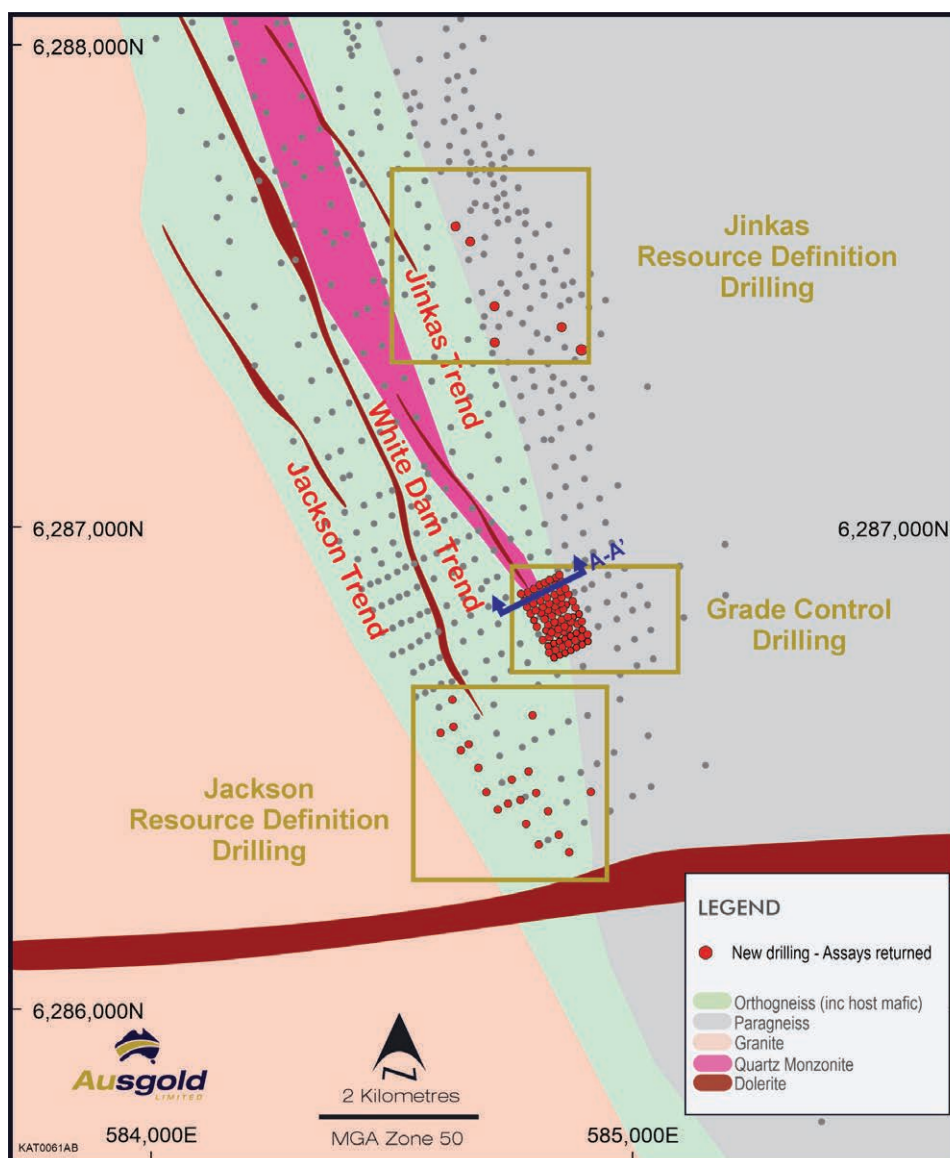 6,288,000N
Jinkas
Resource Definition
Drilling
Jinkas Trend
White Dam Trend
Jackson Trend
6,287,000N
6,287,000N
A-A'
Grade Control
Drilling
Jackson
Resource Definition
Drilling
LEGEND
New drilling - Assays returned
Orthogneiss (inc host mafic)
Paragneiss
Granite
Quartz Monzonite
Dolerite
6,286,000N
Ausgold
LIMITED
N
2 Kilometres
MGA Zone 50
584,000E
585,000E
KAT0061AB